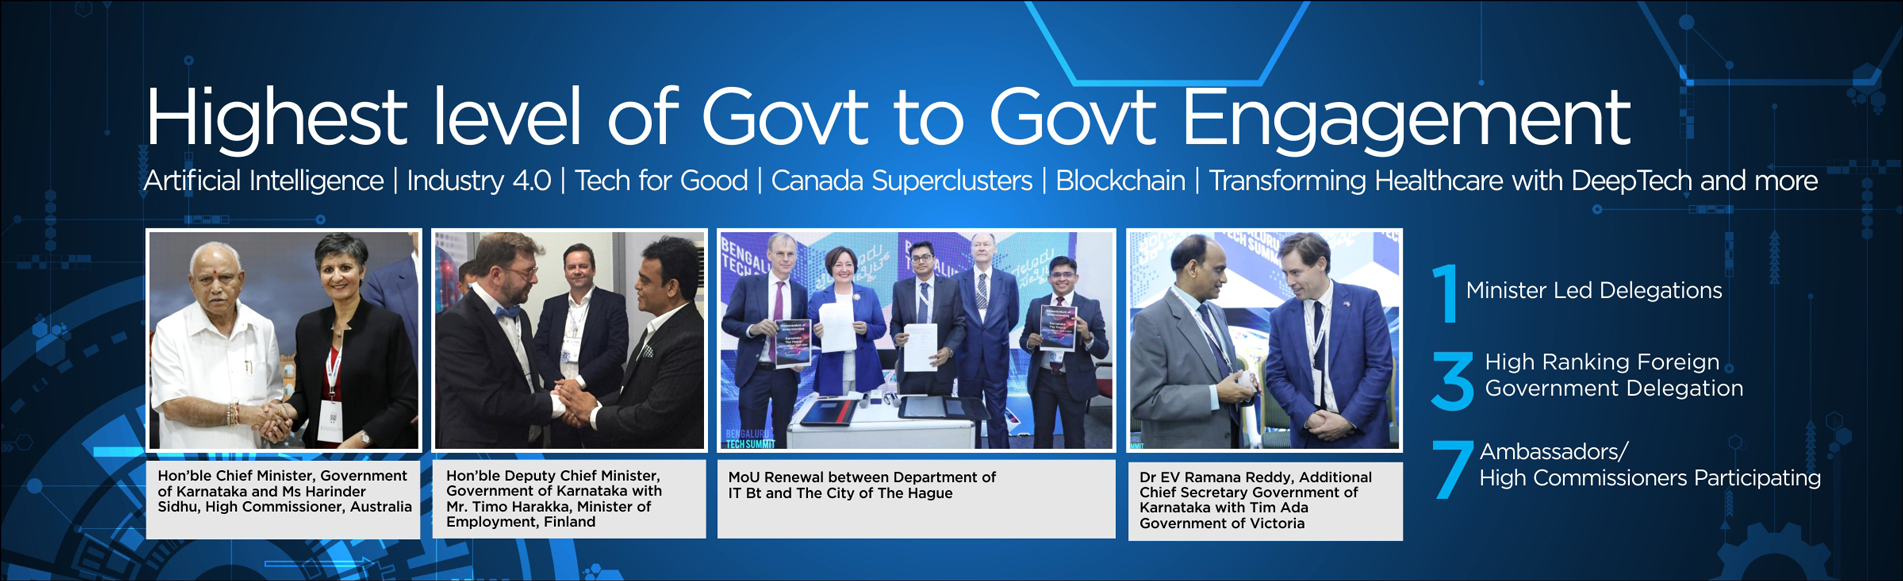 Highest level of Govt to Govt Engagement
Artificial Intelligence | Industry 4.0 | Tech for Good | Canada Superclusters | Blockchain | Transforming Healthcare with DeepTech and more
BENGALURU
TECH SUMMIT
Hon'ble Chief Minister, Government
of Karnataka and Ms Harinder
Sidhu, High Commissioner, Australia
Hon'ble Deputy Chief Minister,
Government of Karnataka with
Mr. Timo Harakka, Minister of
Employment, Finland
MoU Renewal between Department of
IT Bt and The City of The Hague
Dr EV Ramana Reddy, Additional
Chief Secretary Government of
Karnataka with Tim Ada
Government of Victoria
1 Minister Led Delegations
3 High Ranking Foreign
Government Delegation
7 Ambassadors/
High Commissioners Participating